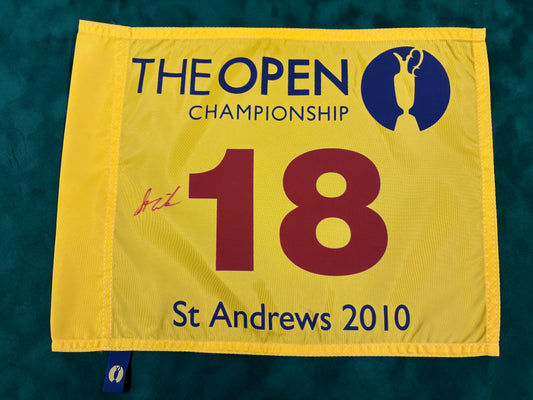 THE OPEN
CHAMPIONSHIP
18
St Andrews 2010